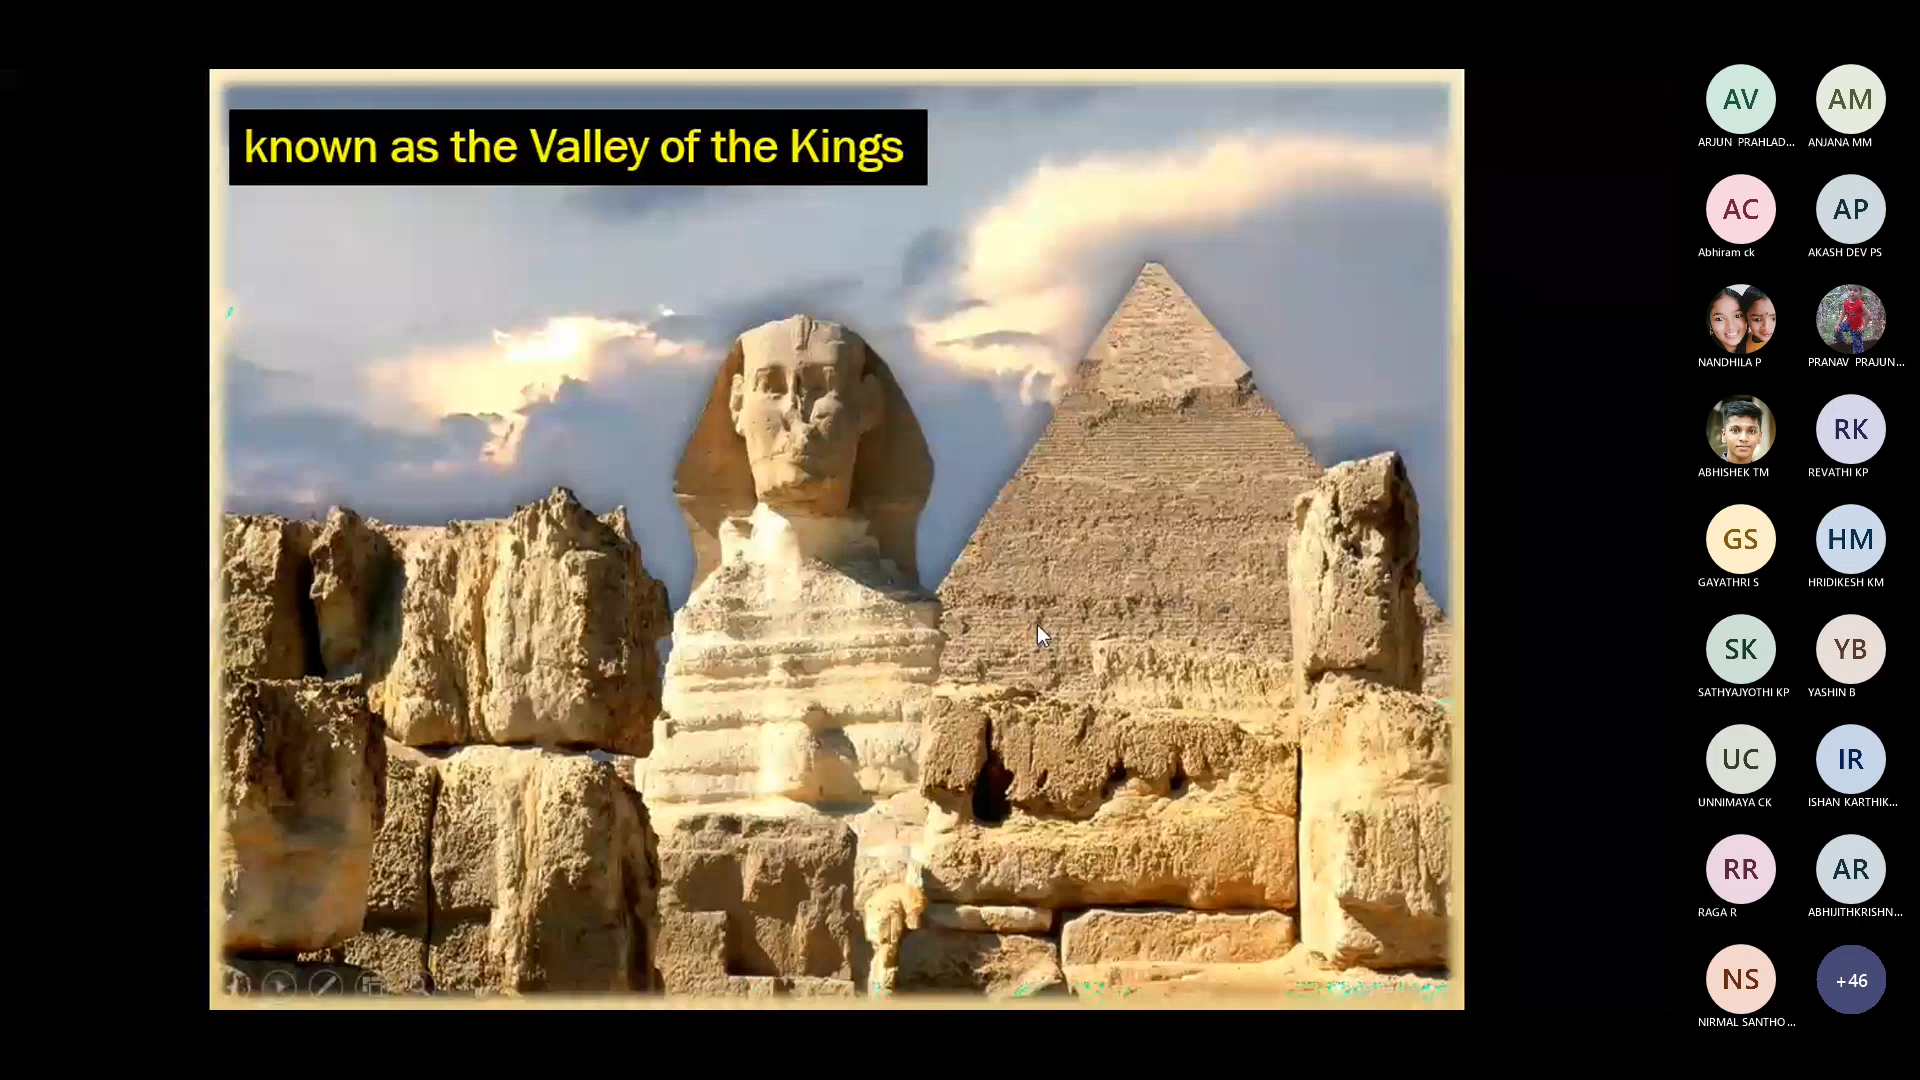 known as the Valley of the Kings
AV
AM
ARJUN PRAHLAD...
ANJANA MM
AC
AP
Abhiram ck
AKASH DEV PS
NANDHILA P
PRANAV PRAJUN...
RK
ABHISHEK TM
REVATHI KP
GS
HM
GAYATHRI S
HRIDIKESH KM
SK
YB
SATHYAJYOTHI KP
YASHIN B
UC
IR
UNNIMAYA CK
ISHAN KARTHIK...
RR
AR
RAGA R
ABHIJITHKRISHN...
NS
+46
NIRMAL SANTHO...